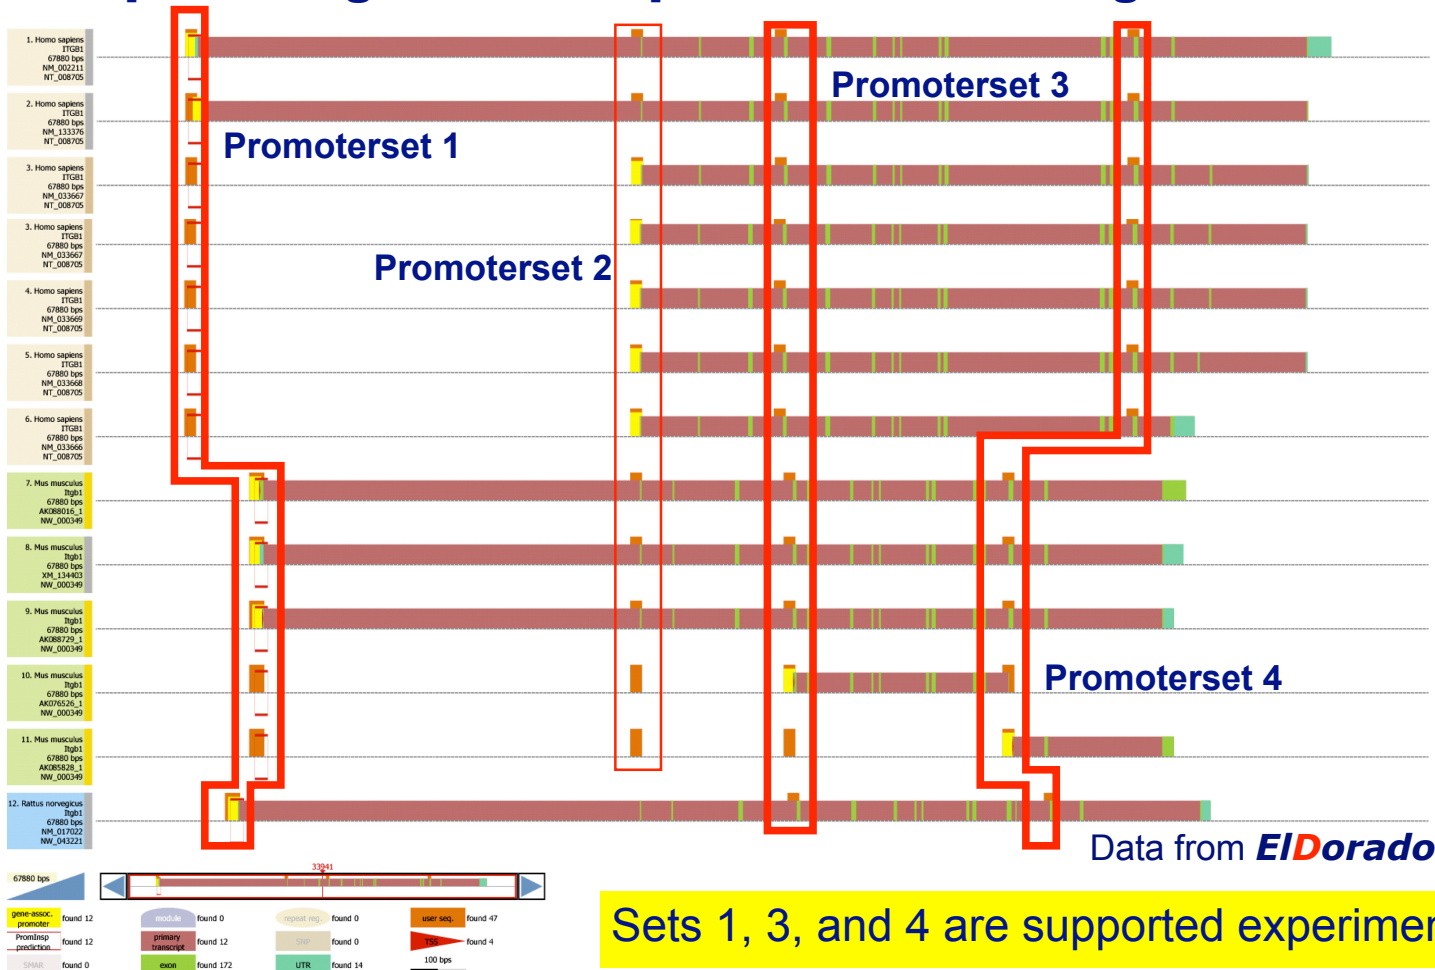 1. Homo sapiens
ITGB1
67880 bps
NM_002211
NT_008705
2. Homo sapiens
ITGB1
67880 bps
NM_133376
NT_008705
3. Homo sapiens
ITGB1
67880 bps
NM_033667
NT_008705
3. Homo sapiens
ITGB1
67880 bps
NM_033667
NT_008705
4. Homo sapiens
ITGB1
67880 bps
NM_033669
NT_008705
5. Homo sapiens
ITGB1
67880 bps
NM_033668
NT_008705
6. Homo sapiens
ITGB1
67880 bps
NM_033666
NT_008705
7. Mus musculus
Itgb1
67880 bps
AK088016_1
NW_000349
8. Mus musculus
Itgb1
67880 bps
XM_134403
NW_000349
9. Mus musculus
Itgb1
67880 bps
AK088729_1
NW_000349
10. Mus musculus
Itgb1
67880 bps
AK076526_1
NW_000349
11. Mus musculus
Itgb1
67880 bps
AK085828_1
NW_000349
12. Rattus norvegicus
Itgb1
67880 bps
NM_017022
NW_043221
Promoterset 3
Promoterset 1
Promoterset 2
Promoterset 4
Data from ElDorado
67880 bps
33941
gene-assoc. promoter found 12
module found 0
repeat reg. found 0
user seq. found 47
PromInsp prediction found 12
primary transcript found 12
SNP found 0
TSS found 4
SMAR found 0
exon found 172
UTR found 14
100 bps
Sets 1, 3, and 4 are supported